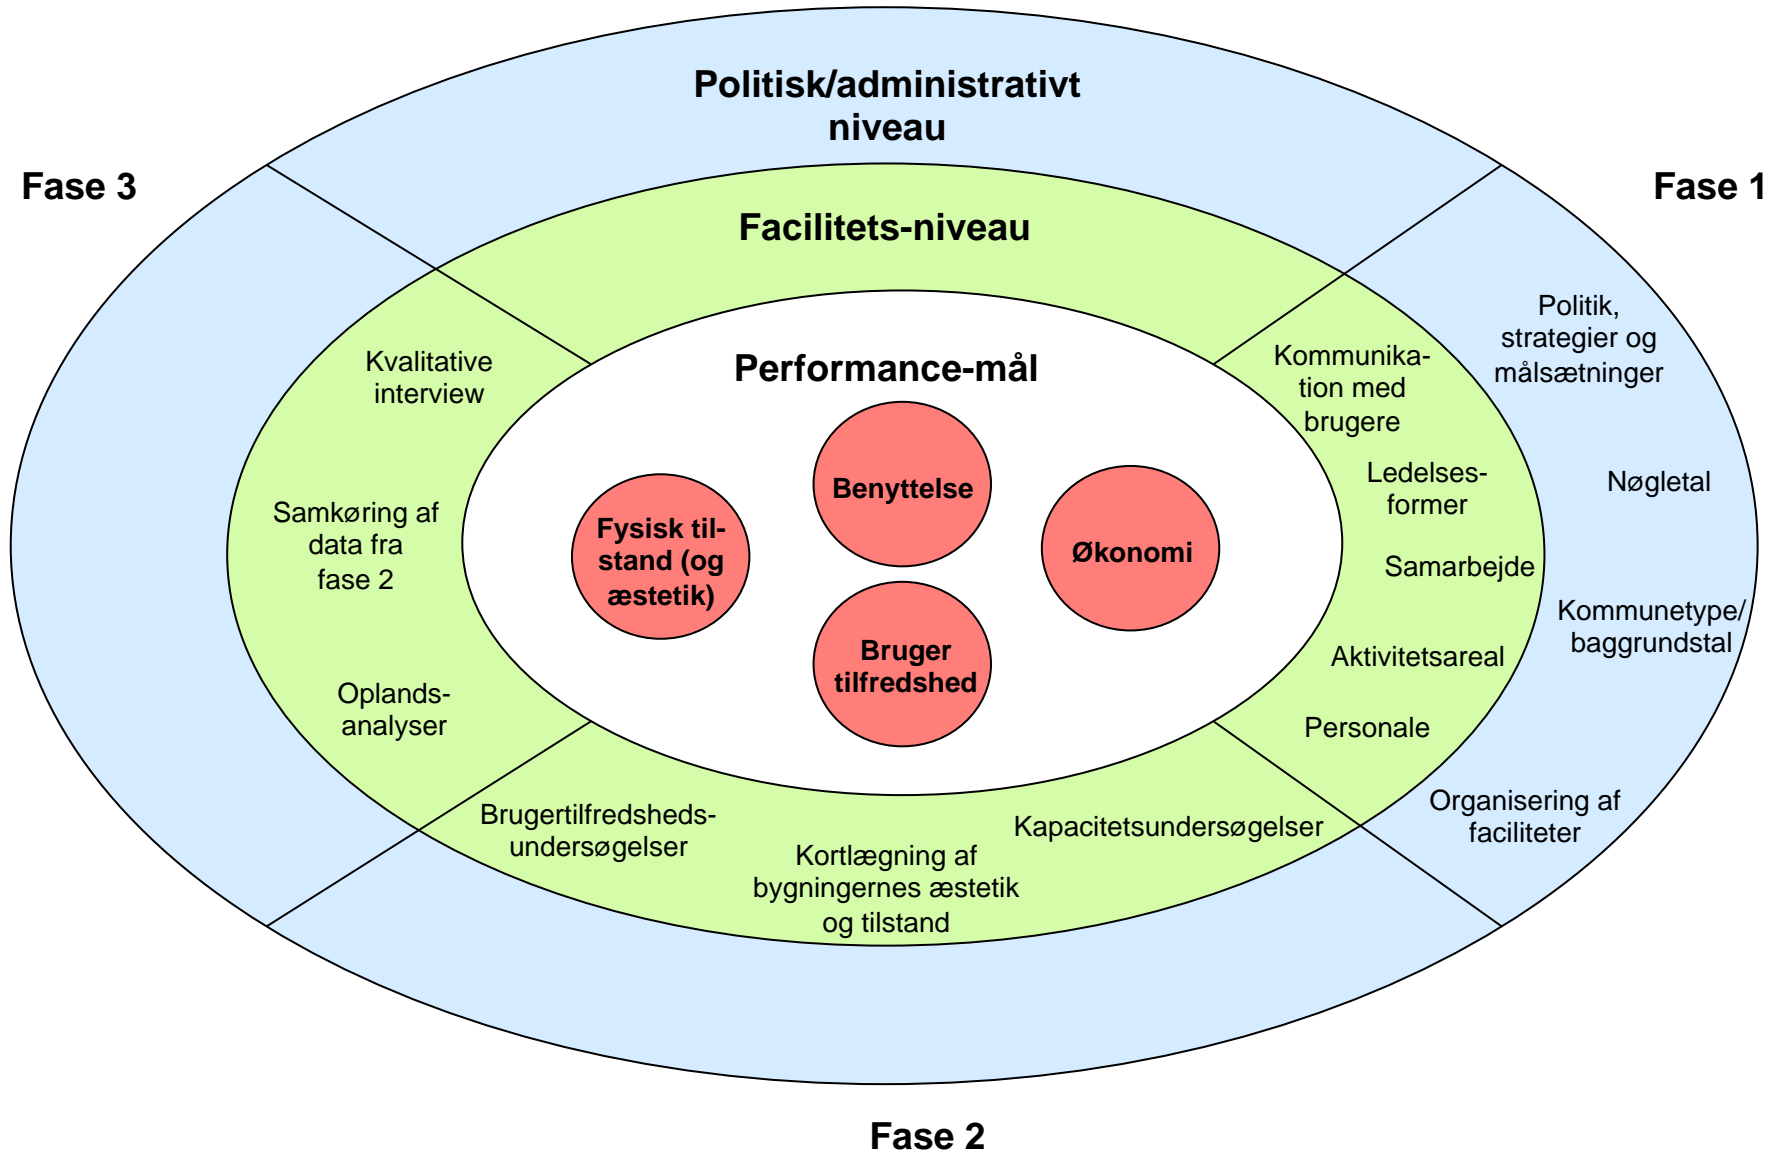 Politisk/administrativt
niveau
Fase 3
Fase 1
Facilitets-niveau
Performance-mål
Politik,
strategier og
målsætninger
Nøgletal
Kommunetype/
baggrundstal
Organisering af
faciliteter
Kommunika-
tion med
brugere
Ledelses-
former
Samarbejde
Aktivitetsareal
Personale
Kvalitative
interview
Samkøring af
data fra
fase 2
Oplands-
analyser
Benyttelse
Fysisk til-
stand (og
æstetik)
Økonomi
Bruger
tilfredshed
Brugertilfredsheds-
undersøgelser
Kortlægning af
bygningernes æstetik
og tilstand
Kapacitetsundersøgelser
Fase 2